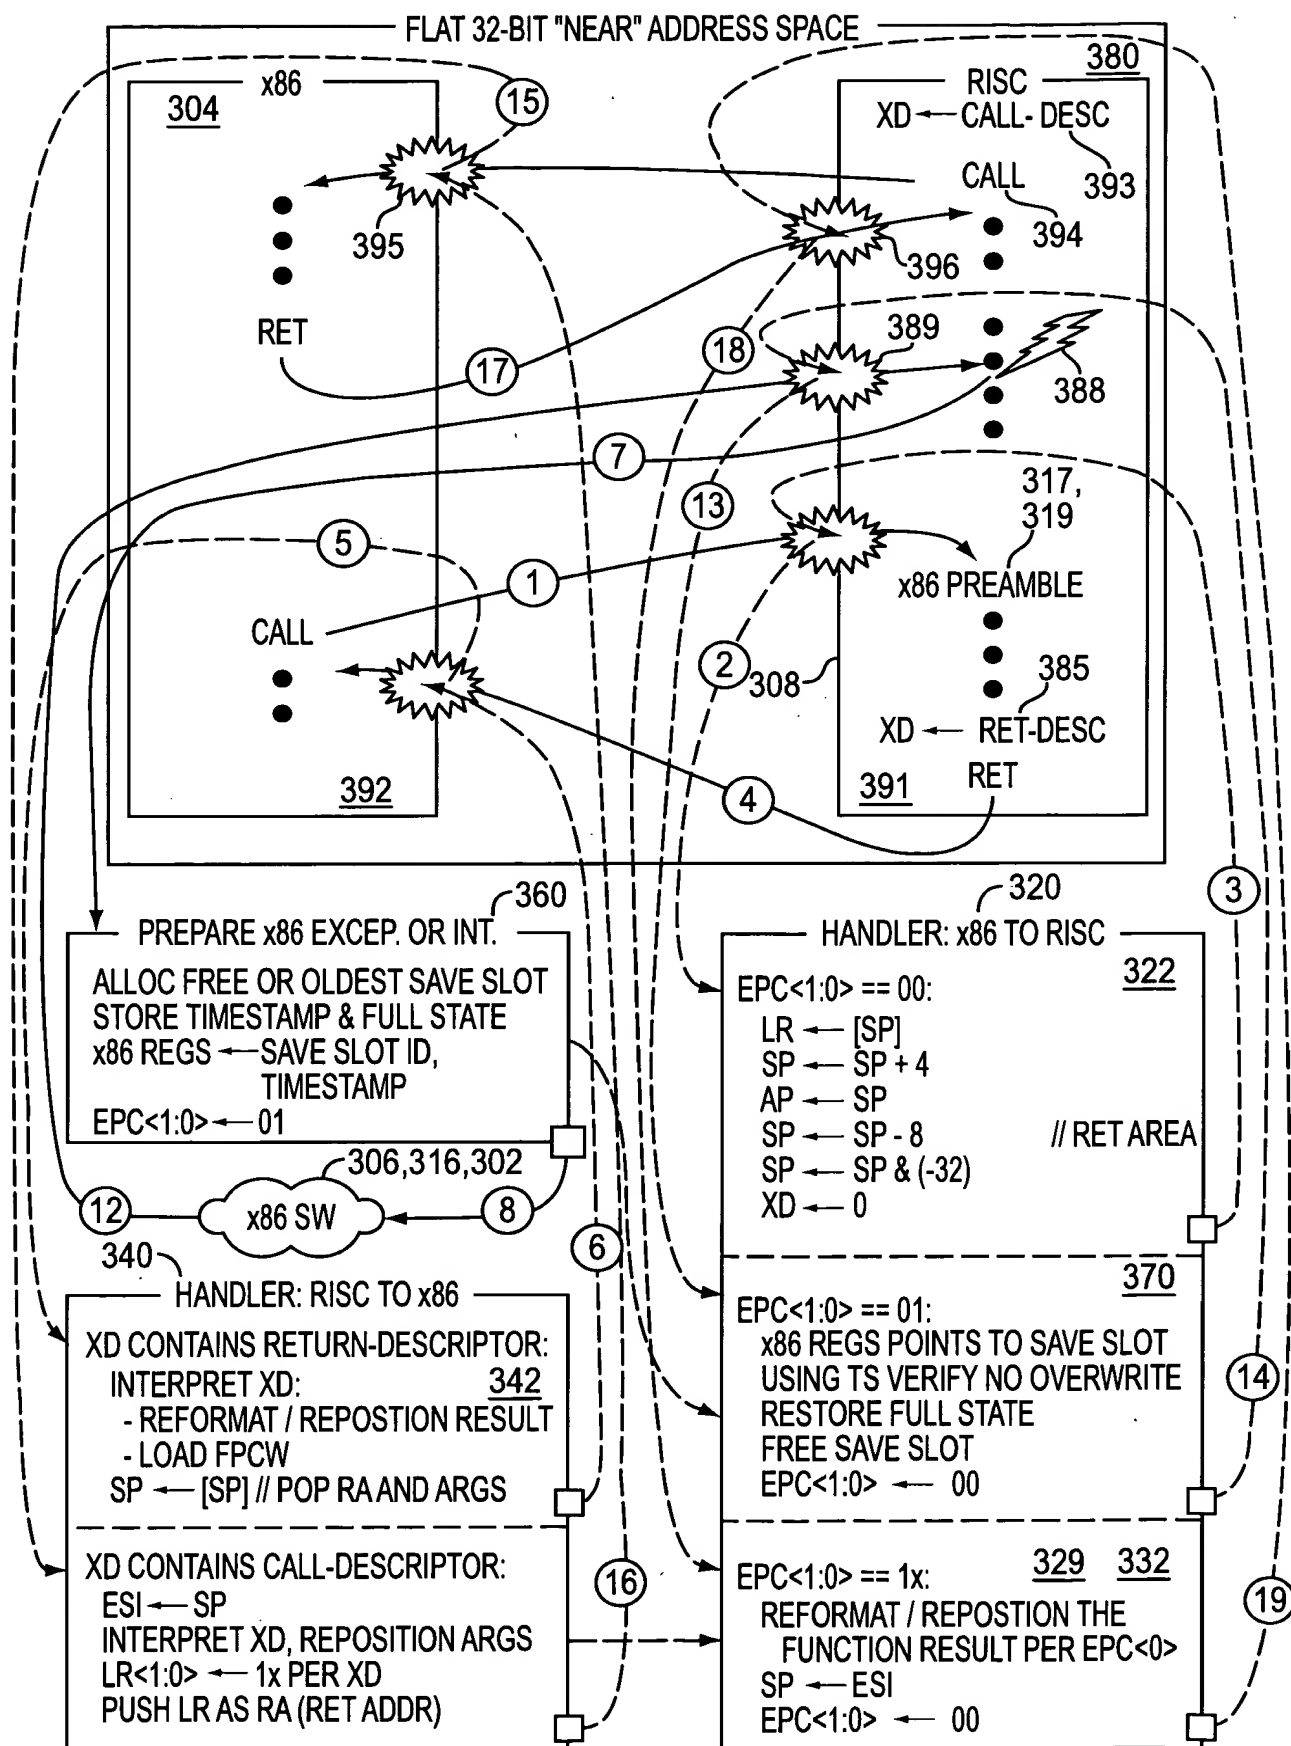 FLAT 32-BIT "NEAR" ADDRESS SPACE
x86
304
15
380
RISC
XD ← CALL- DESC
393
CALL
394
395
396
RET
17
18
389
388
7
13
317,
319
5
1
x86 PREAMBLE
CALL
2
308
385
XD ← RET-DESC
RET
392
4
391
3
360
PREPARE x86 EXCEP. OR INT.
ALLOC FREE OR OLDEST SAVE SLOT
STORE TIMESTAMP & FULL STATE
x86 REGS ← SAVE SLOT ID,
TIMESTAMP
EPC<1:0> ← 01
306,316,302
12
x86 SW
8
6
340
HANDLER: RISC TO x86
XD CONTAINS RETURN-DESCRIPTOR:
INTERPRET XD: 342
- REFORMAT / REPOSTION RESULT
- LOAD FPCW
SP ← [SP] // POP RA AND ARGS
XD CONTAINS CALL-DESCRIPTOR:
ESI ← SP
INTERPRET XD, REPOSITION ARGS
LR<1:0> ← 1x PER XD
PUSH LR AS RA (RET ADDR)
16
320
HANDLER: x86 TO RISC
322
EPC<1:0> == 00:
LR ← [SP]
SP ← SP + 4
AP ← SP
SP ← SP - 8 // RET AREA
SP ← SP & (-32)
XD ← 0
370
EPC<1:0> == 01:
x86 REGS POINTS TO SAVE SLOT
USING TS VERIFY NO OVERWRITE
RESTORE FULL STATE
FREE SAVE SLOT
EPC<1:0> ← 00
14
EPC<1:0> == 1x: 329 332
REFORMAT / REPOSTION THE
FUNCTION RESULT PER EPC<0>
SP ← ESI
EPC<1:0> ← 00
19